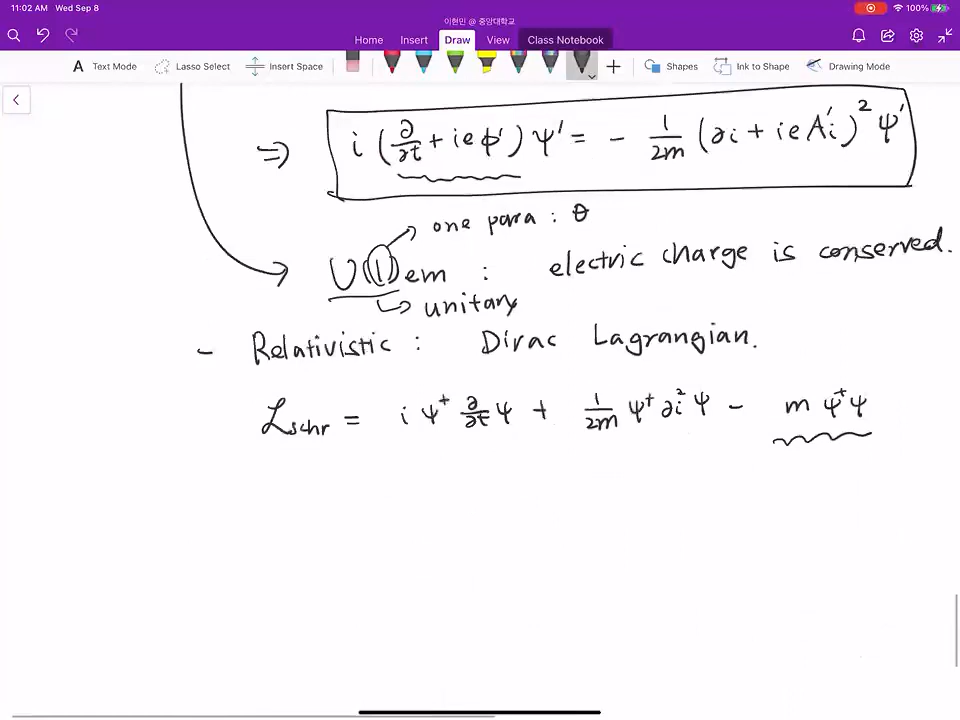 11:02 AM Wed Sep 8
100%
이현민 @ 중앙대학교
Home Insert Draw View Class Notebook
Text Mode Lasso Select Insert Space Shapes Ink to Shape Drawing Mode
⇒ i (∂/∂t + ieϕ') ψ' = - 1/2m (∂i + ieA'i)² ψ'
one para : θ
U(1)em : electric charge is conserved.
unitary
- Relativistic : Dirac Lagrangian.
ℒschr = i ψ† ∂/∂t ψ + 1/2m ψ† ∂i² ψ - m ψ†ψ